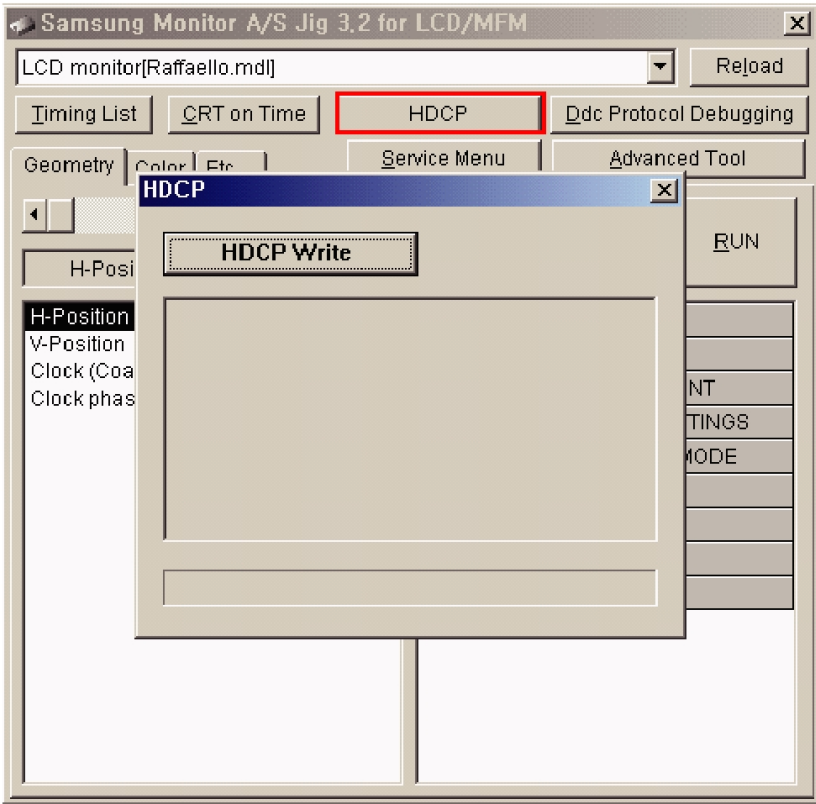 Samsung Monitor A/S Jig 3.2 for LCD/MFM
LCD monitor[Raffaello.mdl]
Reload
Timing List
CRT on Time
HDCP
Ddc Protocol Debugging
Geometry
Color
Etc
Service Menu
Advanced Tool
HDCP
HDCP Write
RUN
H-Posi
H-Position
V-Position
Clock (Coa
Clock phas
NT
TINGS
MODE